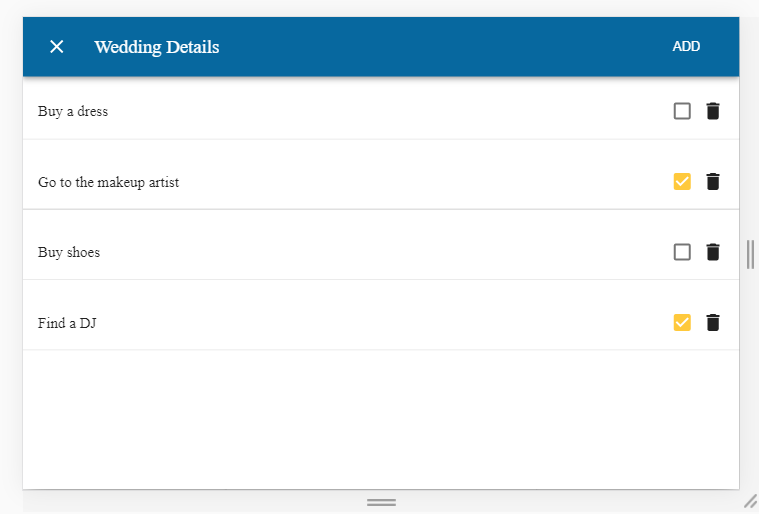 Wedding Details
ADD
Buy a dress
Go to the makeup artist
Buy shoes
Find a DJ